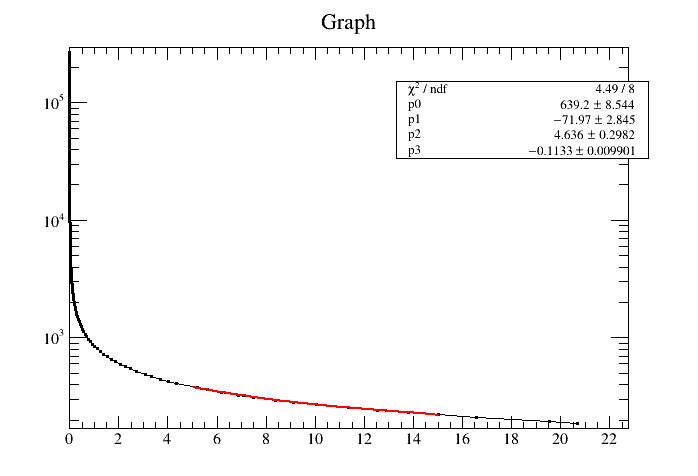 Graph
χ² / ndf 4.49 / 8
p0 639.2 ± 8.544
p1 −71.97 ± 2.845
p2 4.636 ± 0.2982
p3 −0.1133 ± 0.009901
10⁵
10⁴
10³
0 2 4 6 8 10 12 14 16 18 20 22